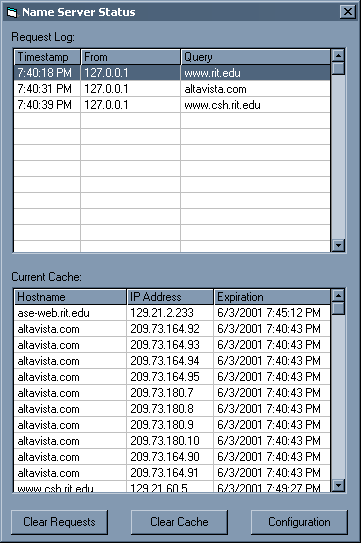 Name Server Status
Request Log:
Timestamp From Query
7:40:18 PM 127.0.0.1 www.rit.edu
7:40:31 PM 127.0.0.1 altavista.com
7:40:39 PM 127.0.0.1 www.csh.rit.edu
Current Cache:
Hostname IP Address Expiration
ase-web.rit.edu 129.21.2.233 6/3/2001 7:45:12 PM
altavista.com 209.73.164.92 6/3/2001 7:40:43 PM
altavista.com 209.73.164.93 6/3/2001 7:40:43 PM
altavista.com 209.73.164.94 6/3/2001 7:40:43 PM
altavista.com 209.73.164.95 6/3/2001 7:40:43 PM
altavista.com 209.73.180.7 6/3/2001 7:40:43 PM
altavista.com 209.73.180.8 6/3/2001 7:40:43 PM
altavista.com 209.73.180.9 6/3/2001 7:40:43 PM
altavista.com 209.73.180.10 6/3/2001 7:40:43 PM
altavista.com 209.73.164.90 6/3/2001 7:40:43 PM
altavista.com 209.73.164.91 6/3/2001 7:40:43 PM
www.csh.rit.edu 129.21.60.5 6/3/2001 7:49:27 PM
Clear Requests Clear Cache Configuration